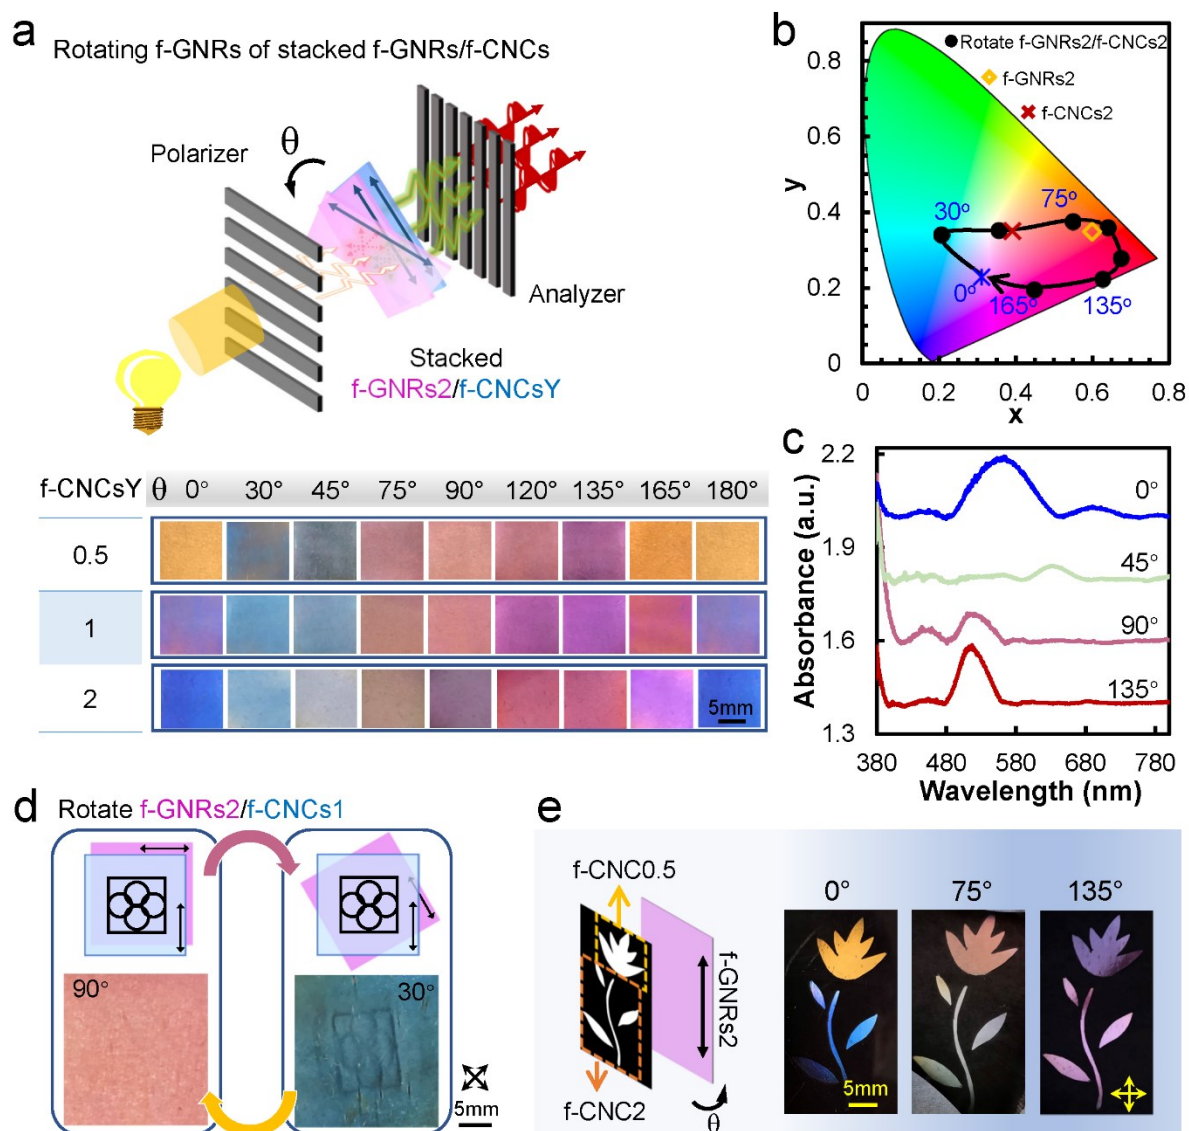 a
Rotating f-GNRs of stacked f-GNRs/f-CNCs
Polarizer
θ
Analyzer
Stacked
f-GNRs2/f-CNCsY
f-CNCsY θ 0° 30° 45° 75° 90° 120° 135° 165° 180°
0.5
1
2
5mm
b
Rotate f-GNRs2/f-CNCs2
f-GNRs2
f-CNCs2
y
0.8
0.6
0.4
0.2
0
30°
75°
0°
165°
135°
0 0.2 0.4 0.6 0.8
x
c
Absorbance (a.u.)
2.2
1.9
1.6
1.3
0°
45°
90°
135°
380 480 580 680 780
Wavelength (nm)
d
Rotate f-GNRs2/f-CNCs1
90°
30°
5mm
e
f-CNC0.5
f-GNRs2
f-CNC2
θ
0° 75° 135°
5mm